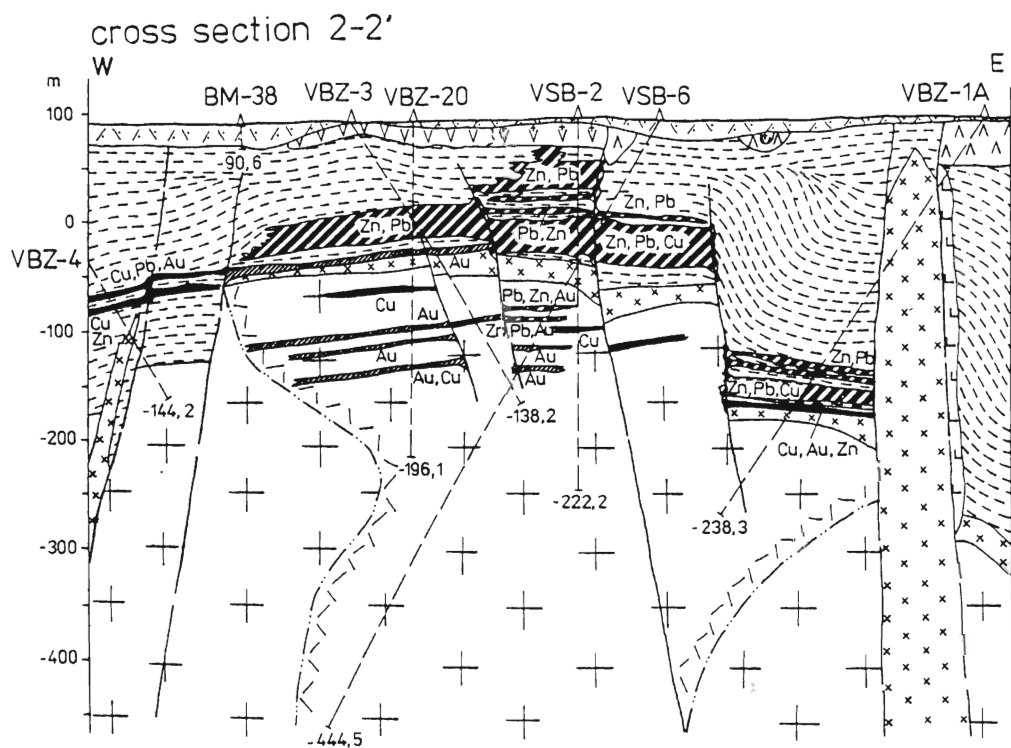 cross section 2-2'
W
E
m
BM-38
VBZ-3
VBZ-20
VSB-2
VSB-6
VBZ-1A
100
-90,6
Zn, Pb
Zn, Pb
0
Zn, Pb
Pb, Zn
Zn, Pb, Cu
VBZ-4
Cu, Pb, Au
Au
Pb, Zn, Au
Cu
Cu
Zn
-100
Zn, Pb, Au
Au
Au
Zn, Pb
Au, Cu
Au
Zn, Pb, Cu
-144,2
-138,2
-200
Cu, Au, Zn
-196,1
-222,2
-238,3
-300
-400
-444,5